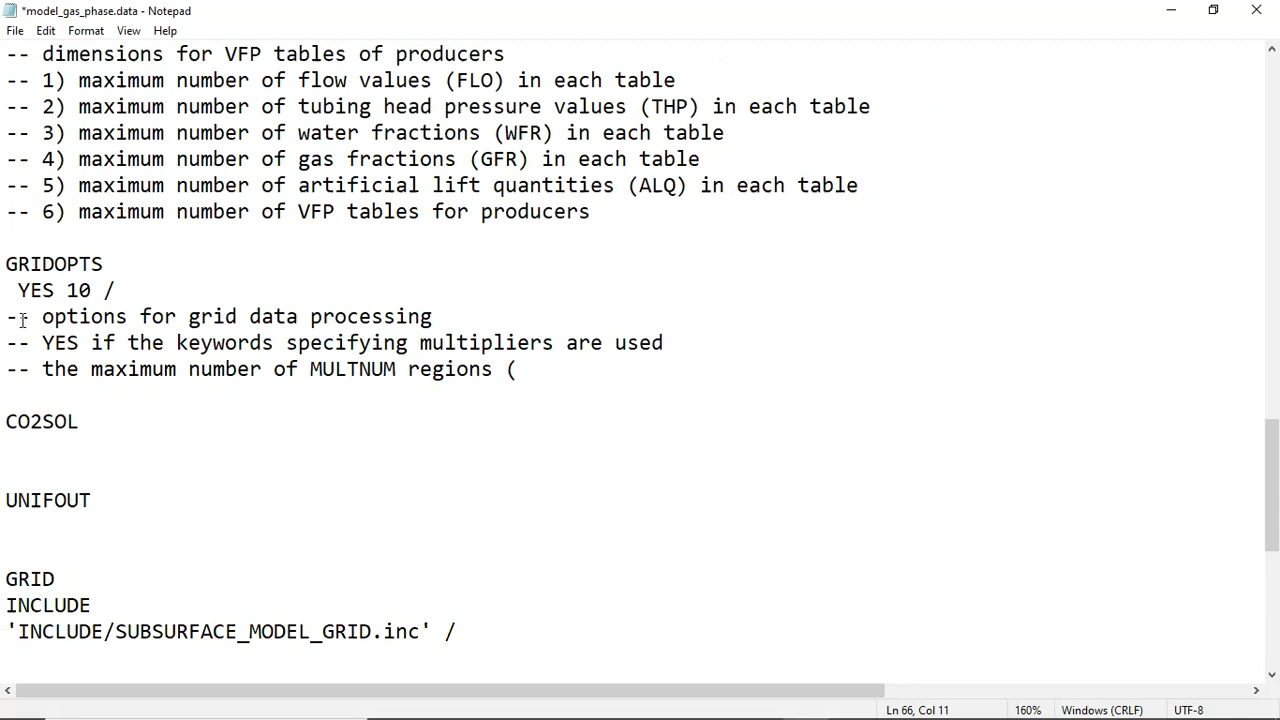 *model_gas_phase.data - Notepad
File Edit Format View Help
-- dimensions for VFP tables of producers
-- 1) maximum number of flow values (FLO) in each table
-- 2) maximum number of tubing head pressure values (THP) in each table
-- 3) maximum number of water fractions (WFR) in each table
-- 4) maximum number of gas fractions (GFR) in each table
-- 5) maximum number of artificial lift quantities (ALQ) in each table
-- 6) maximum number of VFP tables for producers
GRIDOPTS
YES 10 /
-- options for grid data processing
-- YES if the keywords specifying multipliers are used
-- the maximum number of MULTNUM regions (
CO2SOL
UNIFOUT
GRID
INCLUDE
'INCLUDE/SUBSURFACE_MODEL_GRID.inc' /
Ln 66, Col 11 160% Windows (CRLF) UTF-8